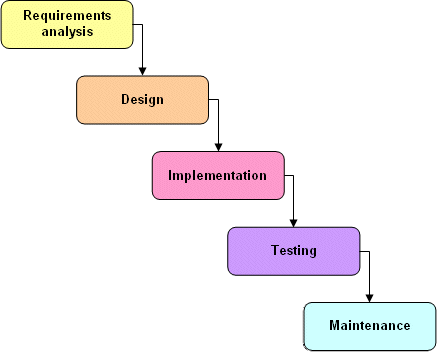 Requirements
analysis
Design
Implementation
Testing
Maintenance